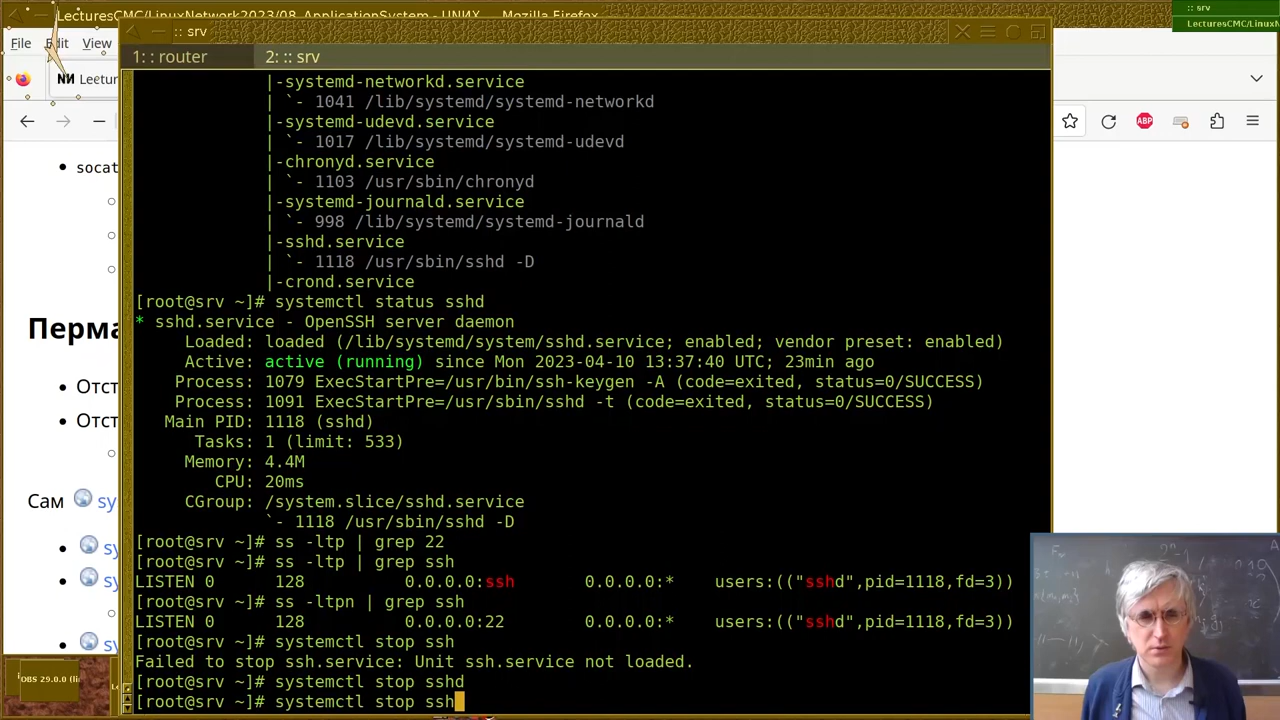 LecturesCMC/LinuxNetwork2023/08_ApplicationSystem - UNИX — Mozilla Firefox
:: srv
LecturesCMC/LinuxN
:: srv
File Edit View
1: : router
2: :: srv
Lectur
ABP
socat
Перма
Отст
Отст
Сам sy
sy
sy
sy
|-systemd-networkd.service
| `- 1041 /lib/systemd/systemd-networkd
|-systemd-udevd.service
| `- 1017 /lib/systemd/systemd-udevd
|-chronyd.service
| `- 1103 /usr/sbin/chronyd
|-systemd-journald.service
| `- 998 /lib/systemd/systemd-journald
|-sshd.service
| `- 1118 /usr/sbin/sshd -D
|-crond.service
[root@srv ~]# systemctl status sshd
* sshd.service - OpenSSH server daemon
Loaded: loaded (/lib/systemd/system/sshd.service; enabled; vendor preset: enabled)
Active: active (running) since Mon 2023-04-10 13:37:40 UTC; 23min ago
Process: 1079 ExecStartPre=/usr/bin/ssh-keygen -A (code=exited, status=0/SUCCESS)
Process: 1091 ExecStartPre=/usr/sbin/sshd -t (code=exited, status=0/SUCCESS)
Main PID: 1118 (sshd)
Tasks: 1 (limit: 533)
Memory: 4.4M
CPU: 20ms
CGroup: /system.slice/sshd.service
`- 1118 /usr/sbin/sshd -D
[root@srv ~]# ss -ltp | grep 22
[root@srv ~]# ss -ltp | grep ssh
LISTEN 0 128 0.0.0.0:ssh 0.0.0.0:* users:(("sshd",pid=1118,fd=3))
[root@srv ~]# ss -ltpn | grep ssh
LISTEN 0 128 0.0.0.0:22 0.0.0.0:* users:(("sshd",pid=1118,fd=3))
[root@srv ~]# systemctl stop ssh
Failed to stop ssh.service: Unit ssh.service not loaded.
[root@srv ~]# systemctl stop sshd
[root@srv ~]# systemctl stop ssh